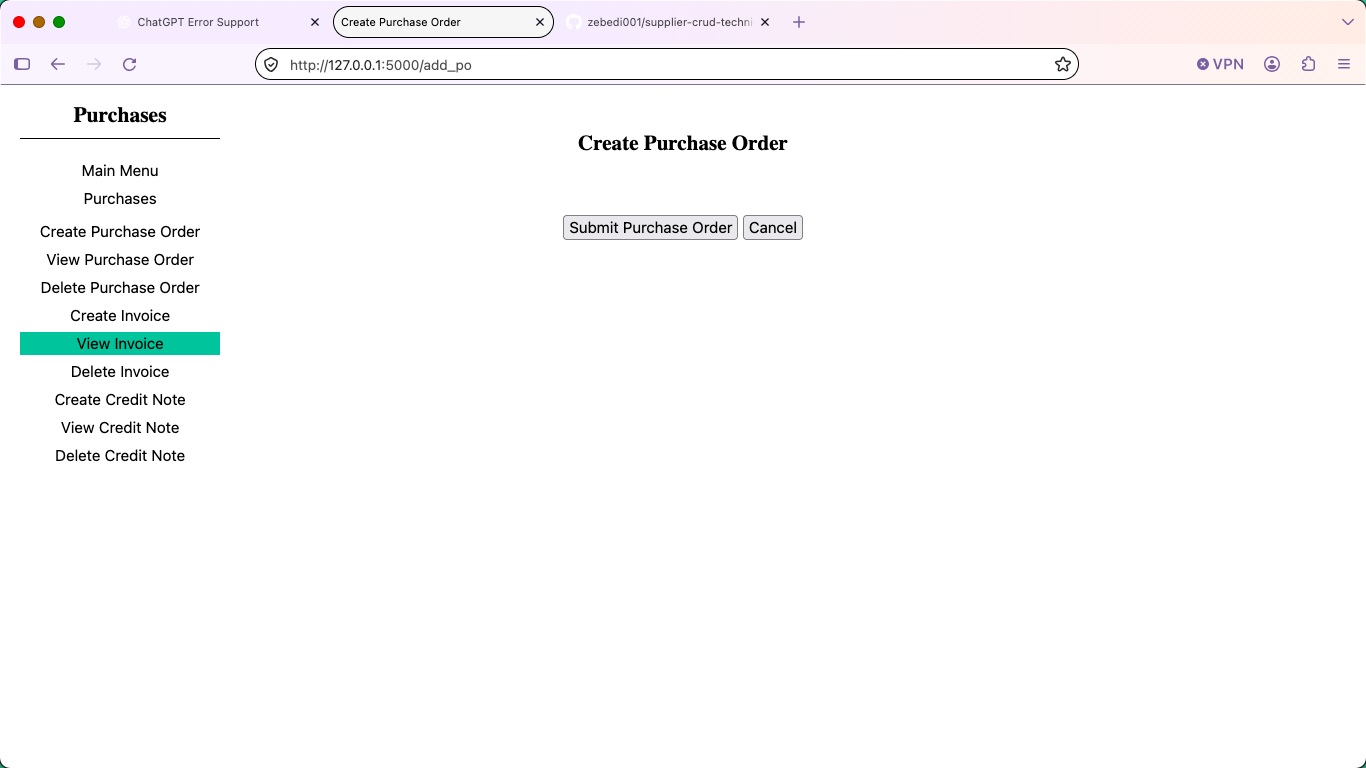 ChatGPT Error Support
Create Purchase Order
zebedi001/supplier-crud-techni
http://127.0.0.1:5000/add_po
VPN
Purchases
Main Menu
Purchases
Create Purchase Order
View Purchase Order
Delete Purchase Order
Create Invoice
View Invoice
Delete Invoice
Create Credit Note
View Credit Note
Delete Credit Note
Create Purchase Order
Submit Purchase Order Cancel